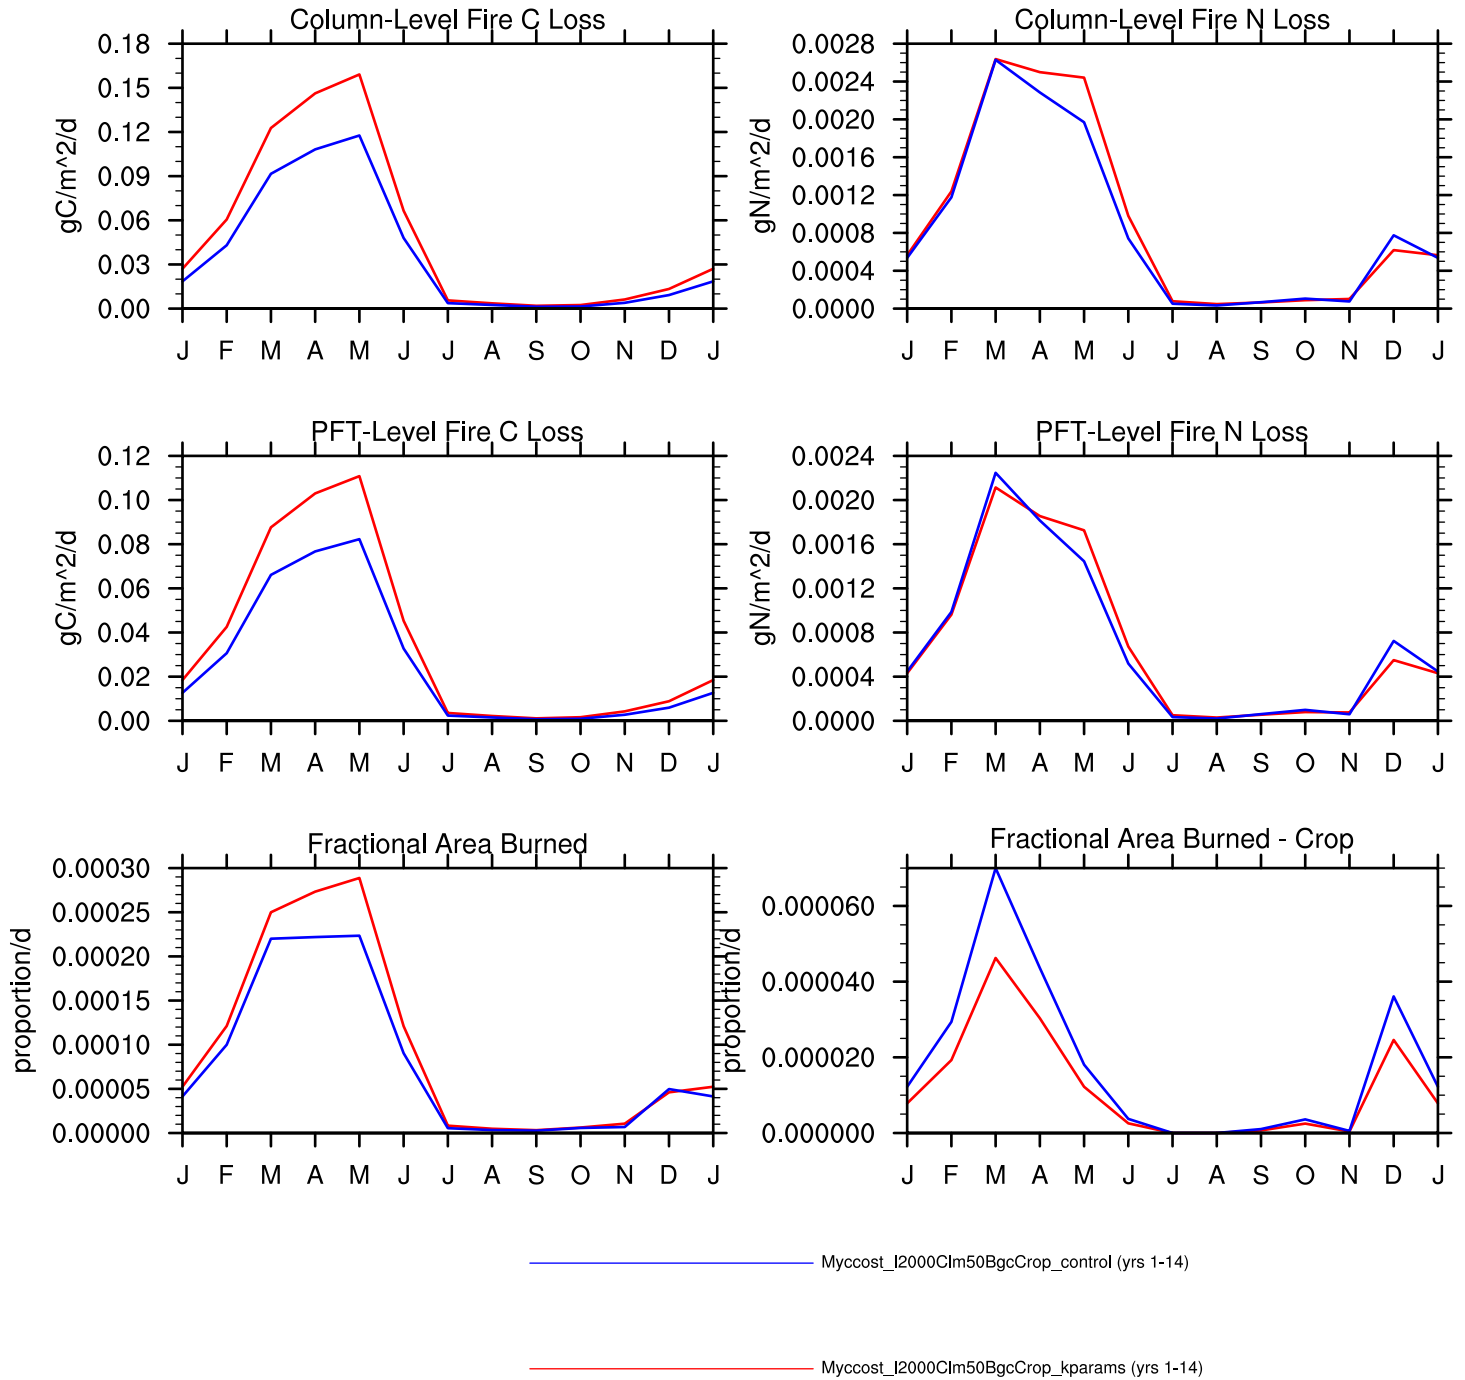 Column-Level Fire C Loss
gC/m^2/d
0.18
0.15
0.12
0.09
0.06
0.03
0.00
J F M A M J J A S O N D J
Column-Level Fire N Loss
gN/m^2/d
0.0028
0.0024
0.0020
0.0016
0.0012
0.0008
0.0004
0.0000
J F M A M J J A S O N D J
PFT-Level Fire C Loss
gC/m^2/d
0.12
0.10
0.08
0.06
0.04
0.02
0.00
J F M A M J J A S O N D J
PFT-Level Fire N Loss
gN/m^2/d
0.0024
0.0020
0.0016
0.0012
0.0008
0.0004
0.0000
J F M A M J J A S O N D J
Fractional Area Burned
proportion/d
0.00030
0.00025
0.00020
0.00015
0.00010
0.00005
0.00000
J F M A M J J A S O N D J
Fractional Area Burned - Crop
proportion/d
0.000060
0.000040
0.000020
0.000000
J F M A M J J A S O N D J
Myccost_I2000Clm50BgcCrop_control (yrs 1-14)
Myccost_I2000Clm50BgcCrop_kparams (yrs 1-14)